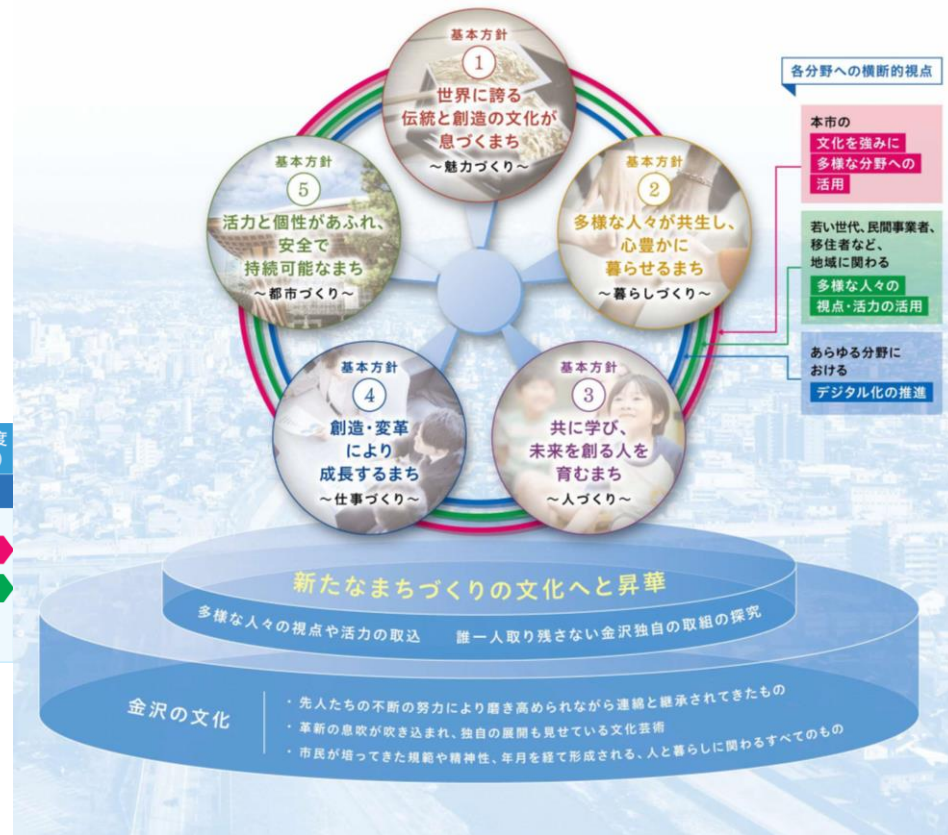 基本方針
1
世界に誇る
伝統と創造の文化が
息づくまち
～魅力づくり～
基本方針
2
多様な人々が共生し、
心豊かに
暮らせるまち
～暮らしづくり～
基本方針
3
共に学び、
未来を創る人を
育むまち
～人づくり～
基本方針
4
創造・変革
により
成長するまち
～仕事づくり～
基本方針
5
活力と個性があふれ、
安全で
持続可能なまち
～都市づくり～
各分野への横断的視点
本市の
文化を強みに
多様な分野への
活用
若い世代、民間事業者、
移住者など、
地域に関わる
多様な人々の
視点・活力の活用
あらゆる分野に
おける
デジタル化の推進
度
)
新たなまちづくりの文化へと昇華
多様な人々の視点や活力の取込 誰一人取り残さない金沢独自の取組の探究
金沢の文化
・先人たちの不断の努力により磨き高められながら連綿と継承されてきたもの
・革新の息吹が吹き込まれ、独自の展開も見せている文化芸術
・市民が培ってきた規範や精神性、年月を経て形成される、人と暮らしに関わるすべてのもの